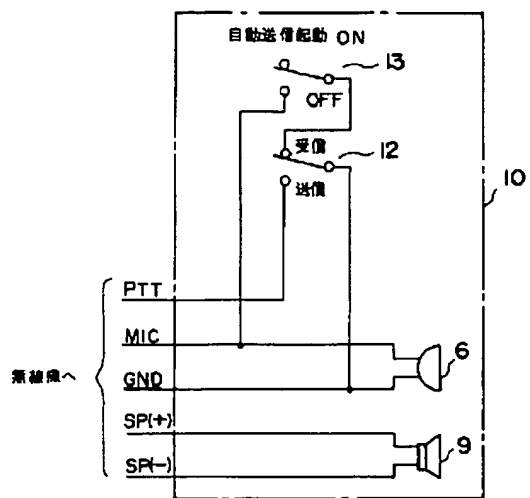 自動送信起動 ON
13
OFF
受信
12
送信
10
PTT
MIC
6
GND
無線機へ
SP(+)
9
SP(-)